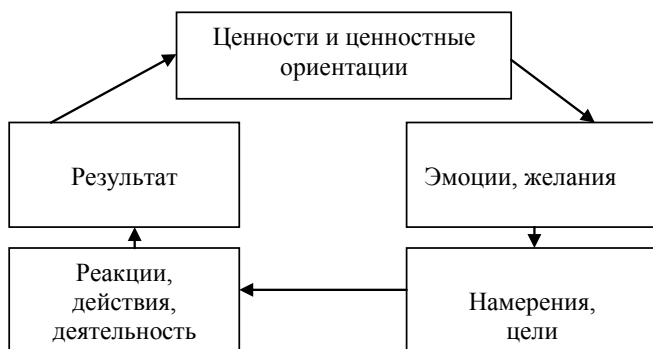 Ценности и ценностные
ориентации
Результат
Эмоции, желания
Реакции,
действия,
деятельность
Намерения,
цели